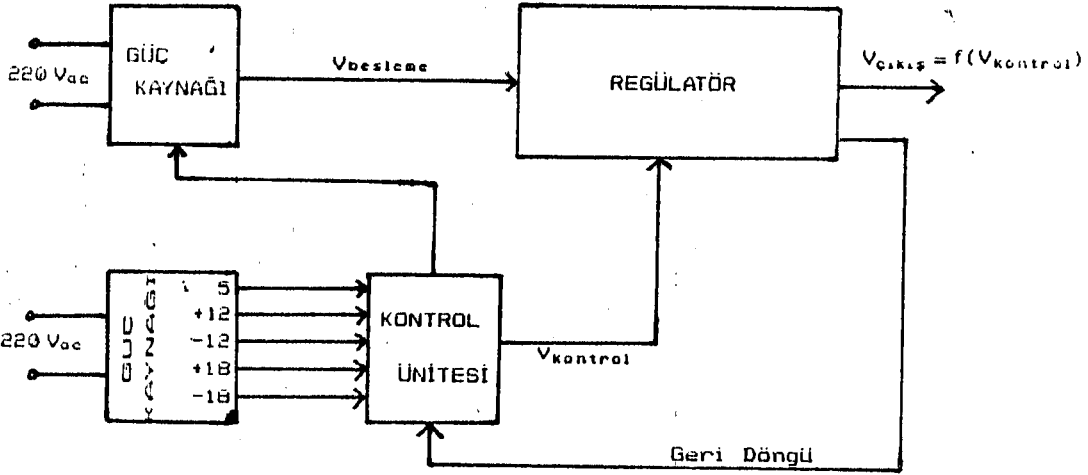 GÜÇ
KAYNAĞI
220 Vac
Vbesleme
REGÜLATÖR
Vçıkış = f(Vkontrol)
GÜÇ
KAYNAĞI
5
+12
-12
+18
-18
220 Vac
KONTROL
ÜNİTESİ
Vkontrol
Geri Döngü